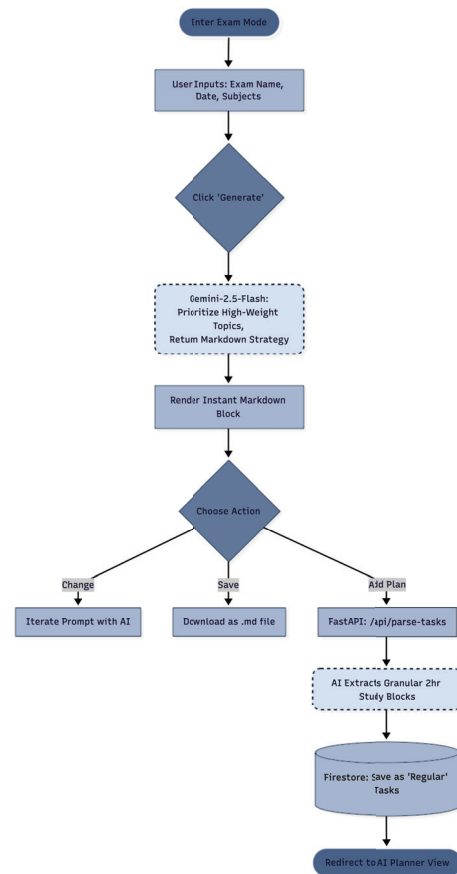 Enter Exam Mode
User Inputs: Exam Name,
Date, Subjects
Click 'Generate'
Gemini-2.5-Flash:
Prioritize High-Weight
Topics,
Return Markdown Strategy
Render Instant Markdown
Block
Choose Action
Change
Save
Add Plan
Iterate Prompt with AI
Download as .md file
FastAPI: /api/parse-tasks
AI Extracts Granular 2hr
Study Blocks
Firestore: Save as 'Regular'
Tasks
Redirect to AI Planner View